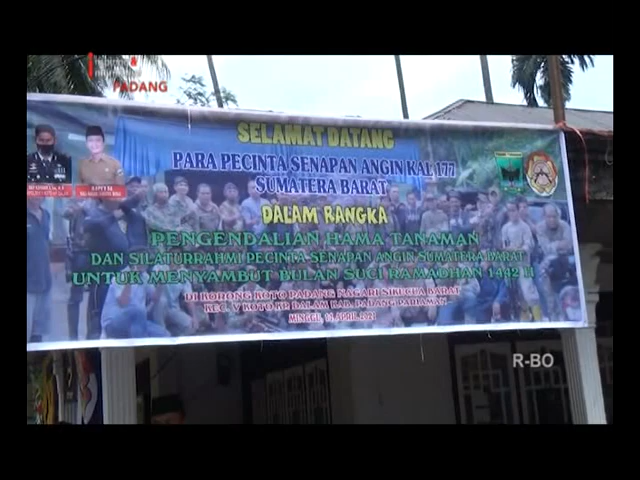 PADANG
SELAMAT DATANG
PARA PECINTA SENAPAN ANGIN KAL 177
SUMATERA BARAT
DALAM RANGKA
PENGENDALIAN HAMA TANAMAN
DAN SILATURRAHMI PECINTA SENAPAN ANGIN SUMATERA BARAT
UNTUK MENYAMBUT BULAN SUCI RAMADHAN 1442 H
DI KORONG KOTO PADANG NAGARI SIKUCUA BARAT
KEC. V KOTO KP. DALAM KAB. PADANG PARIAMAN
MINGGU, APRIL 2021
R-BO